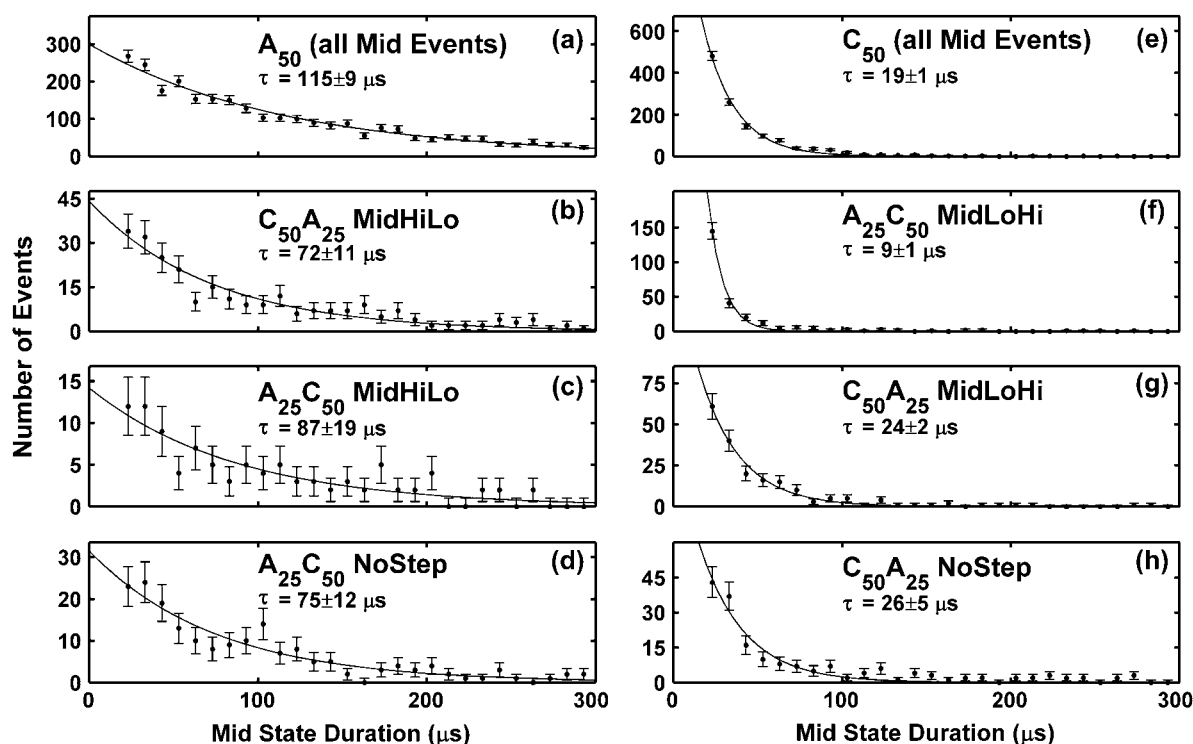 Number of Events
A50 (all Mid Events) (a)
τ = 115±9 μs
300
200
100
0
C50A25 MidHiLo (b)
τ = 72±11 μs
45
30
15
0
A25C50 MidHiLo (c)
τ = 87±19 μs
15
10
5
0
A25C50 NoStep (d)
τ = 75±12 μs
30
20
10
0
0 100 200 300
Mid State Duration (μs)
C50 (all Mid Events) (e)
τ = 19±1 μs
600
400
200
0
A25C50 MidLoHi (f)
τ = 9±1 μs
150
100
50
0
C50A25 MidLoHi (g)
τ = 24±2 μs
75
50
25
0
C50A25 NoStep (h)
τ = 26±5 μs
45
30
15
0
0 100 200 300
Mid State Duration (μs)